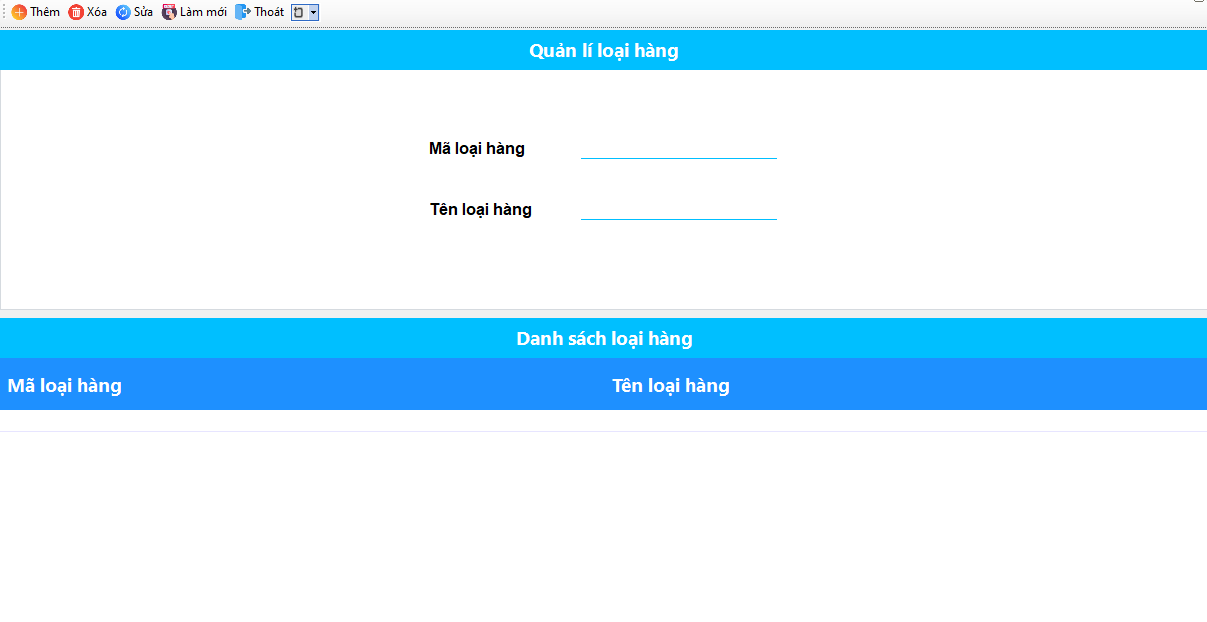 Thêm Xóa Sửa Làm mới Thoát
Quản lí loại hàng
Mã loại hàng
Tên loại hàng
Danh sách loại hàng
Mã loại hàng Tên loại hàng